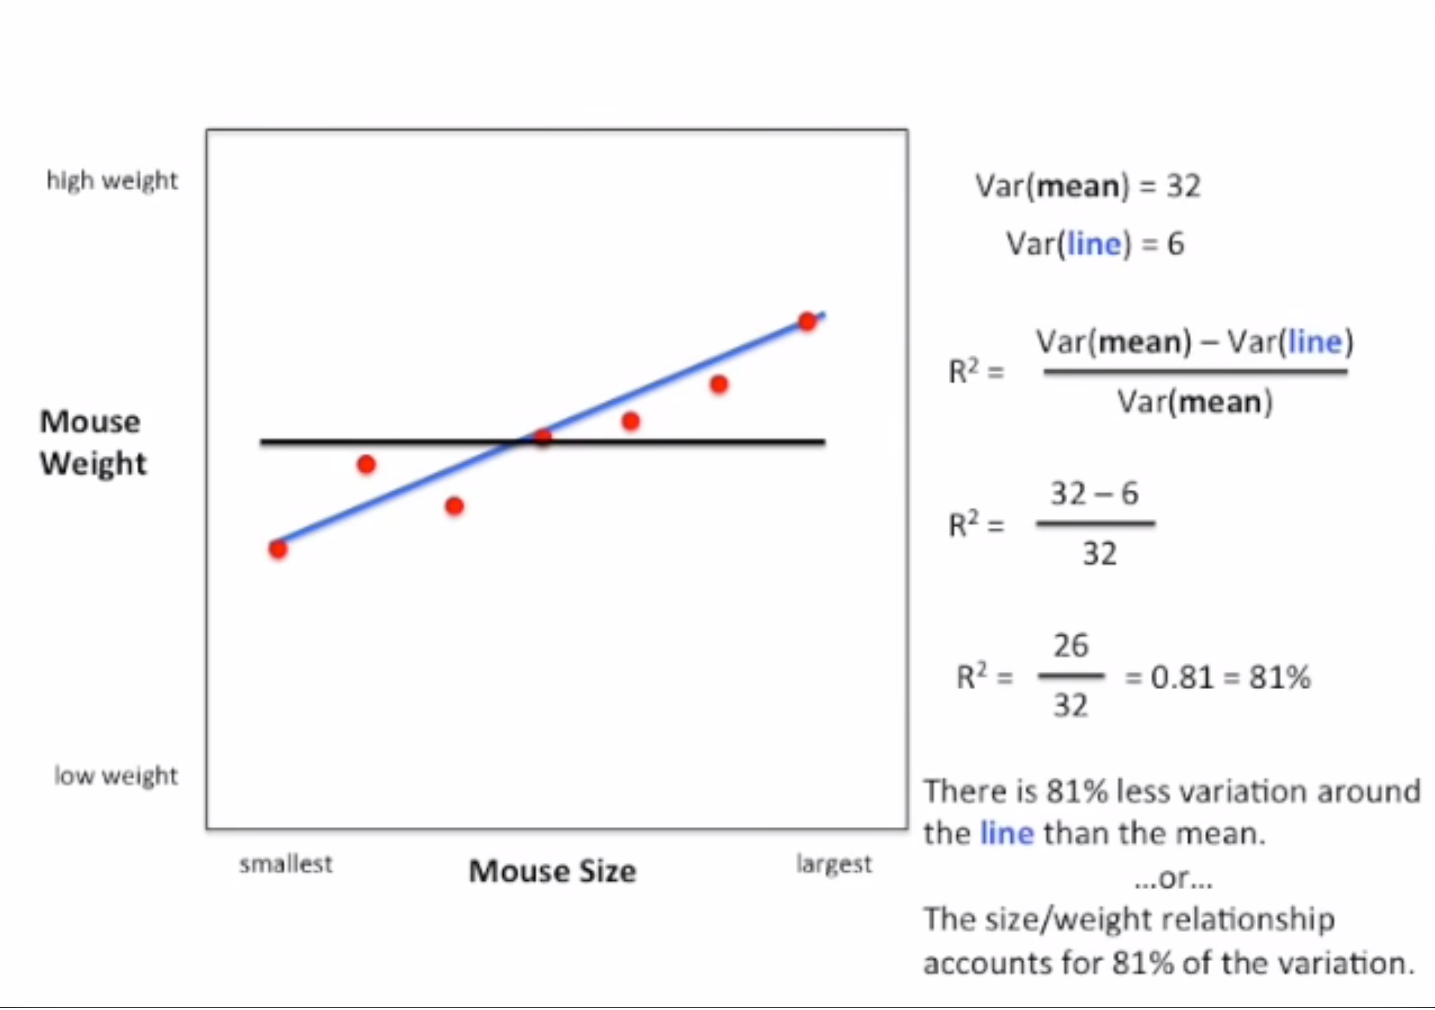 high weight
Mouse
Weight
low weight
smallest
Mouse Size
largest
Var(mean) = 32
Var(line) = 6
R² = Var(mean) – Var(line)
Var(mean)
R² = 32 – 6
32
R² = 26
32
= 0.81 = 81%
There is 81% less variation around
the line than the mean.
...or...
The size/weight relationship
accounts for 81% of the variation.